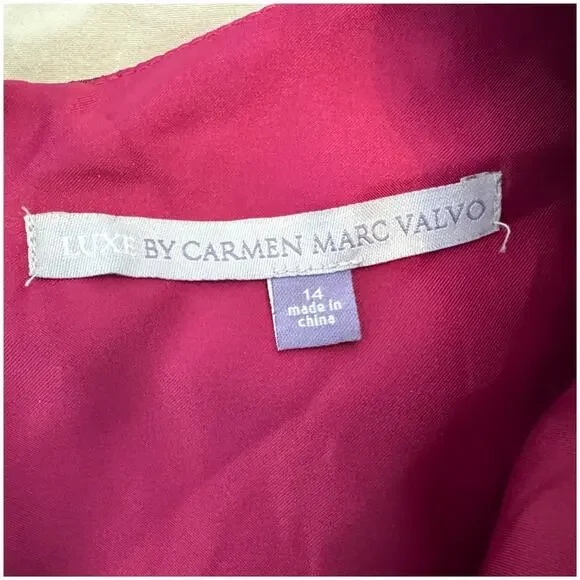 LUXE BY CARMEN MARC VALVO
14
made in
china